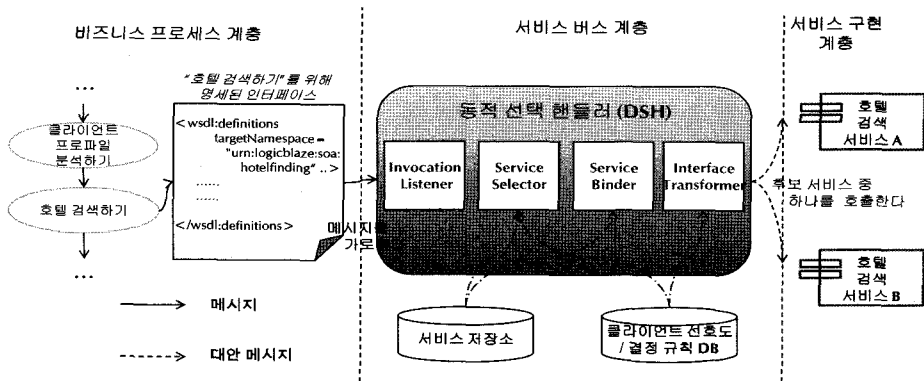 비즈니스 프로세스 계층
서비스 버스 계층
서비스 구현
계층
...
클라이언트
프로파일
분석하기
호텔 검색하기
...
"호텔 검색하기"를 위해
명세된 인터페이스
<wsdl:definitions
targetNamespace=
"urn:logicblaze:soa:
hotelfinding"..>
......
......
</wsdl:definitions>
메시지를
가로
동적 선택 핸들러 (DSH)
Invocation
Listener
Service
Selector
Service
Binder
Interface
Transformer
서비스 저장소
클라이언트 선호도
/ 결정 규칙 DB
호텔
검색
서비스 A
후보 서비스 중
하나를 호출한다
호텔
검색
서비스 B
메시지
대안 메시지